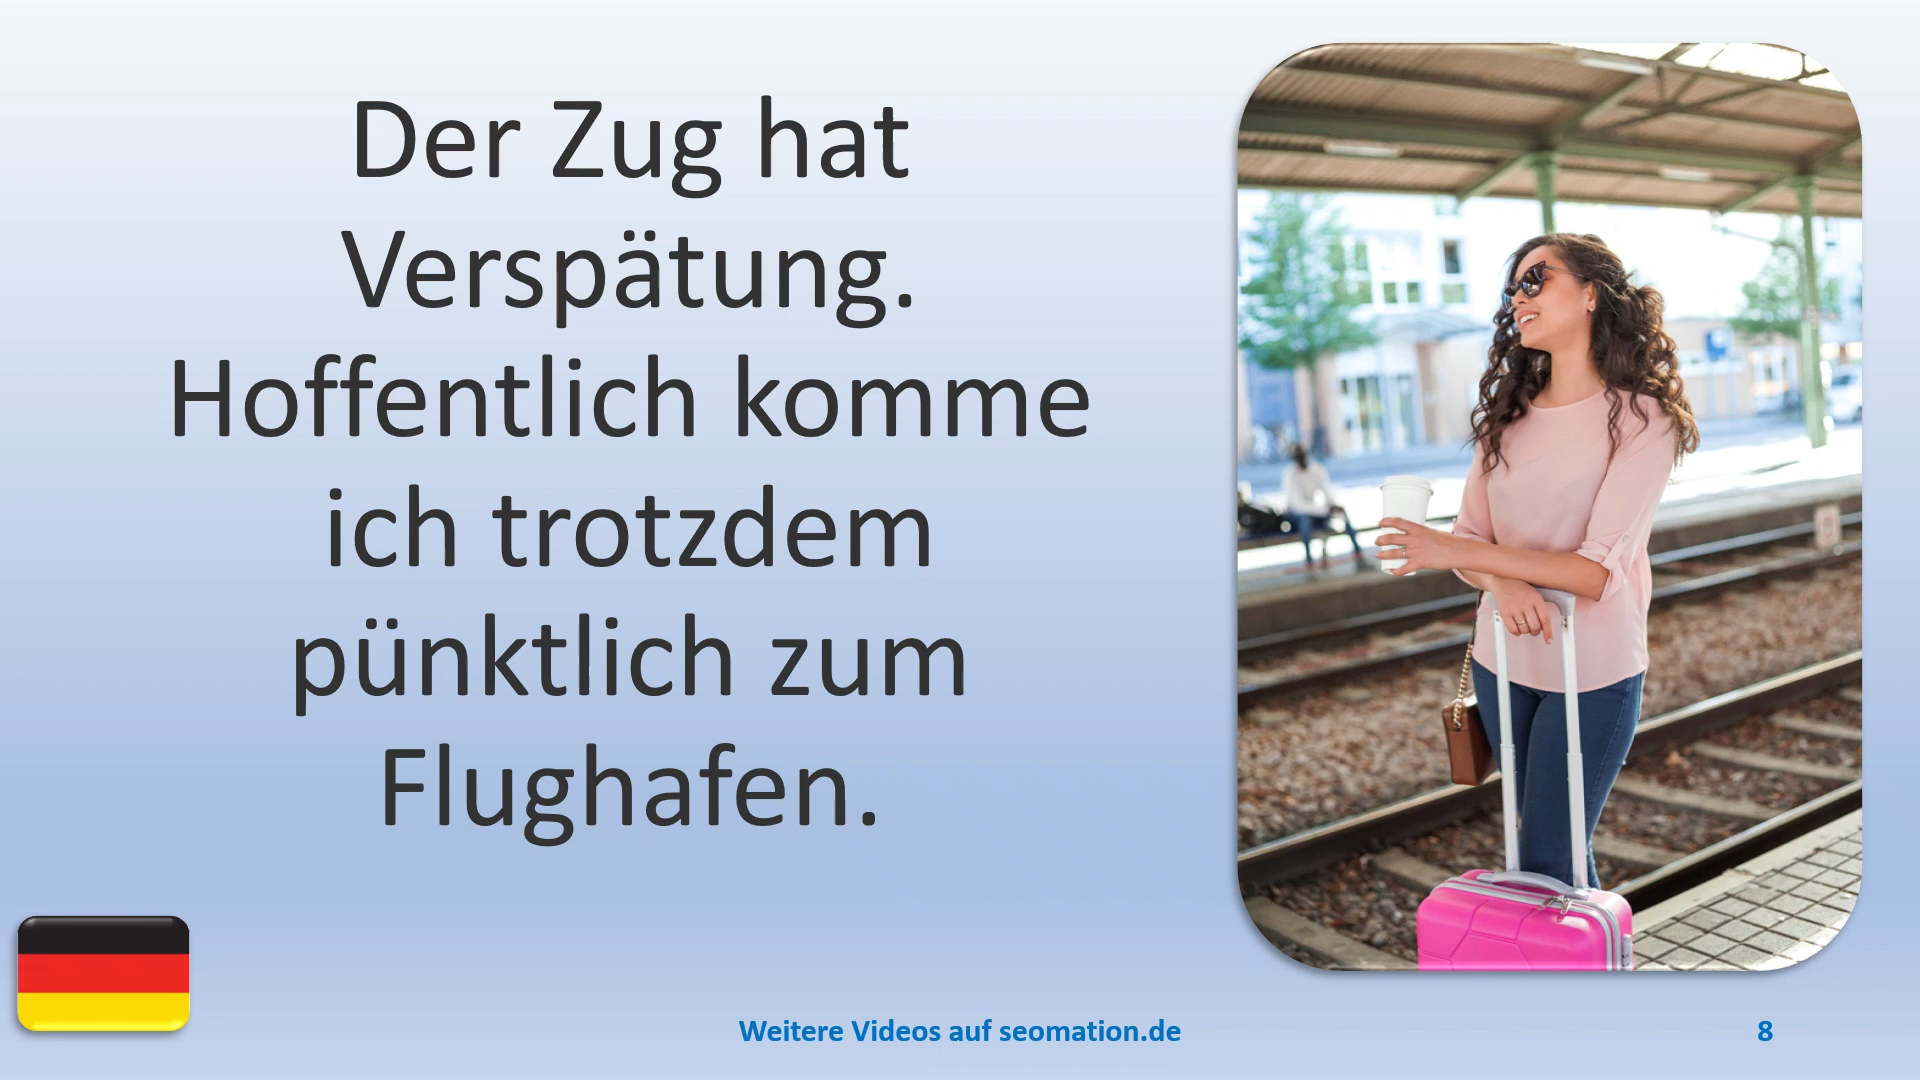 Der Zug hat
Verspätung.
Hoffentlich komme
ich trotzdem
pünktlich zum
Flughafen.
Weitere Videos auf seomation.de
8